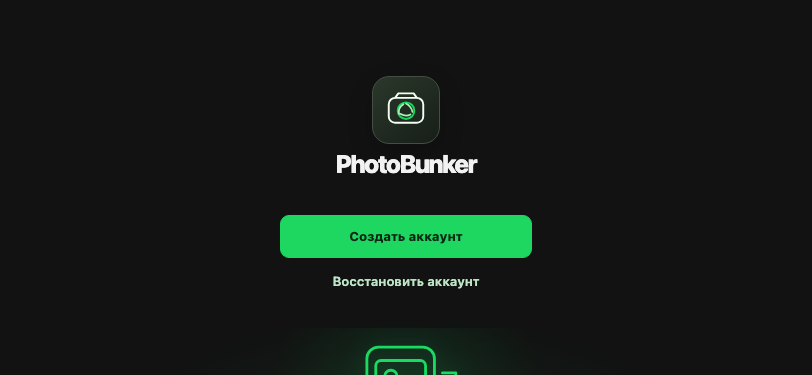 PhotoBunker
Создать аккаунт
Восстановить аккаунт